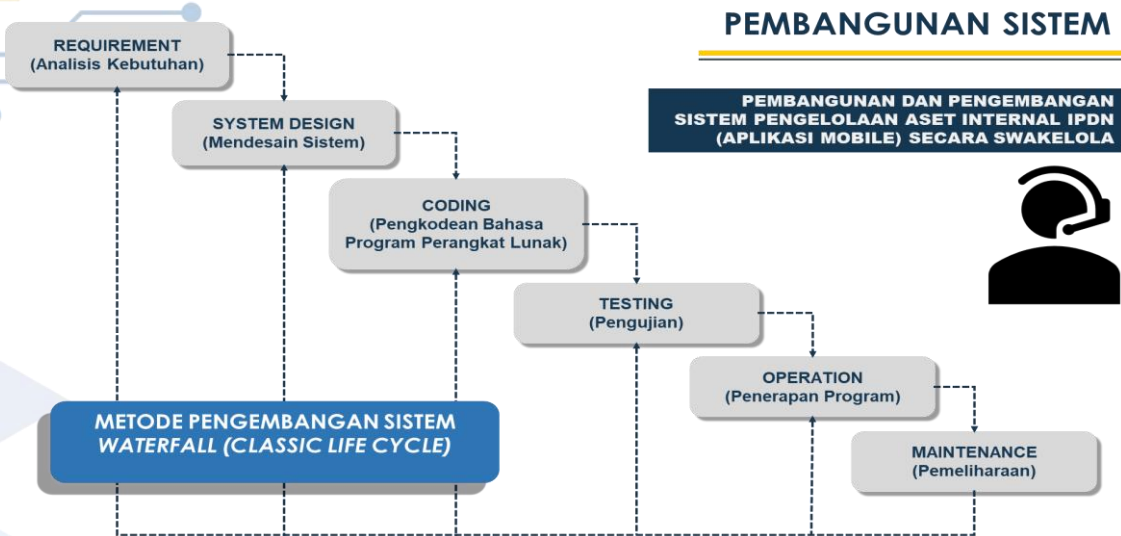 PEMBANGUNAN SISTEM
PEMBANGUNAN DAN PENGEMBANGAN
SISTEM PENGELOLAAN ASET INTERNAL IPDN
(APLIKASI MOBILE) SECARA SWAKELOLA
REQUIREMENT
(Analisis Kebutuhan)
SYSTEM DESIGN
(Mendesain Sistem)
CODING
(Pengkodean Bahasa
Program Perangkat Lunak)
TESTING
(Pengujian)
OPERATION
(Penerapan Program)
MAINTENANCE
(Pemeliharaan)
METODE PENGEMBANGAN SISTEM
WATERFALL (CLASSIC LIFE CYCLE)